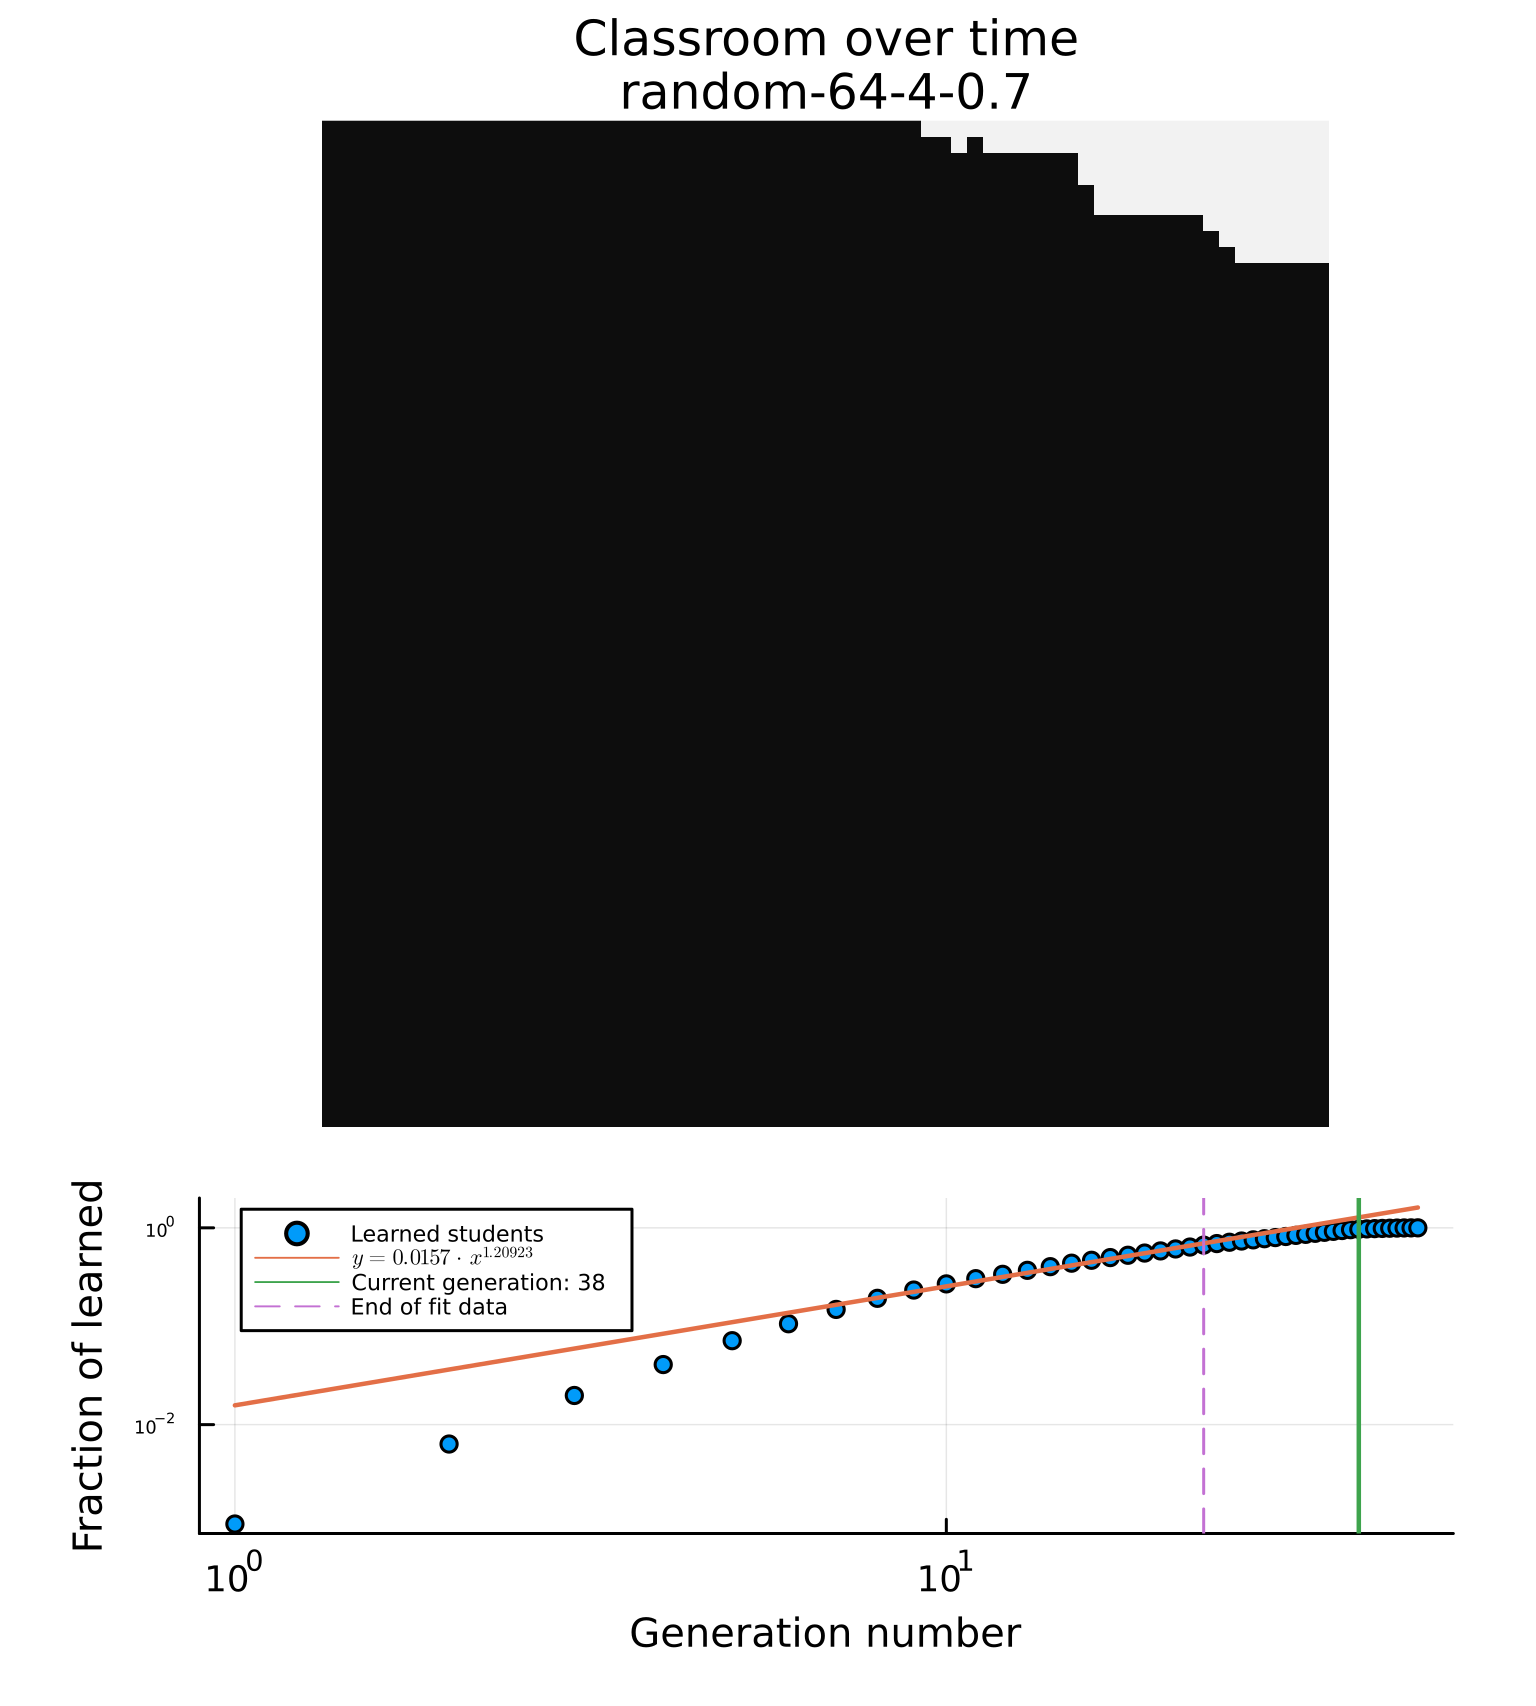 Classroom over time
random-64-4-0.7
Fraction of learned
10^0
10^−2
Learned students
y = 0.0157 · x^1.20923
Current generation: 38
End of fit data
10^0
10^1
Generation number